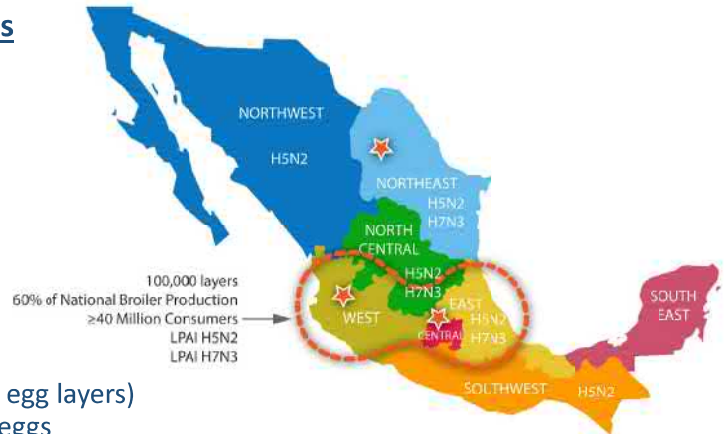 s
NORTHWEST
H5N2
NORTHEAST
H5N2
H7N3
NORTH
CENTRAL
H5N2
H7N3
100,000 layers
60% of National Broiler Production
≥40 Million Consumers
LPAI H5N2
LPAI H7N3
WEST
EAST
H5N2
H7N3
CENTRAL
SOUTH
EAST
SOUTHWEST
H5N2
egg layers)
eggs